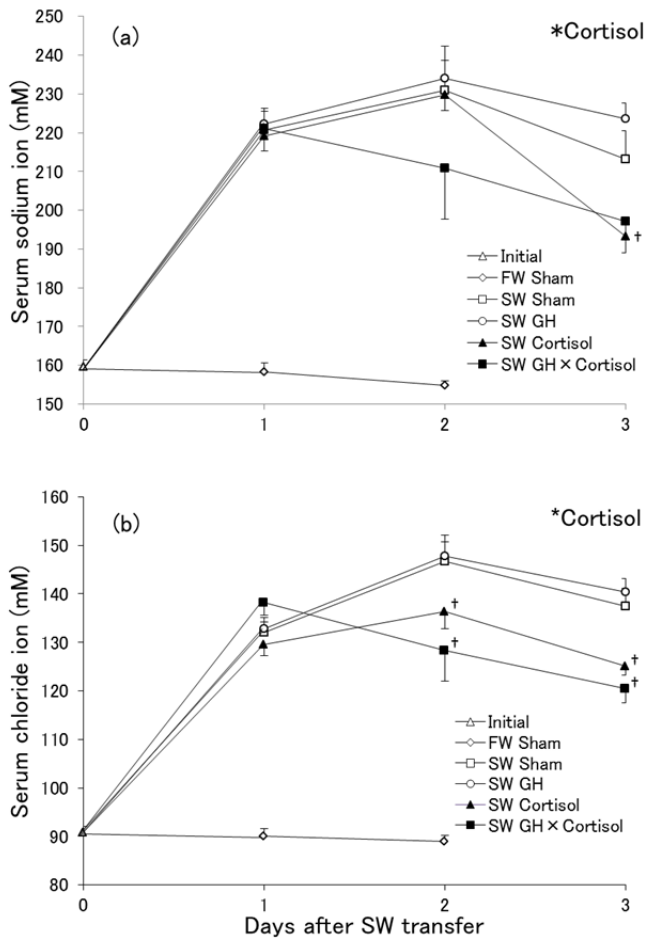 (a)
*Cortisol
Serum sodium ion (mM)
250
240
230
220
210
200
190
180
170
160
150
†
Initial
FW Sham
SW Sham
SW GH
SW Cortisol
SW GH×Cortisol
0 1 2 3
(b)
*Cortisol
Serum chloride ion (mM)
160
150
140
130
120
110
100
90
80
†
†
†
†
Initial
FW Sham
SW Sham
SW GH
SW Cortisol
SW GH×Cortisol
0 1 2 3
Days after SW transfer